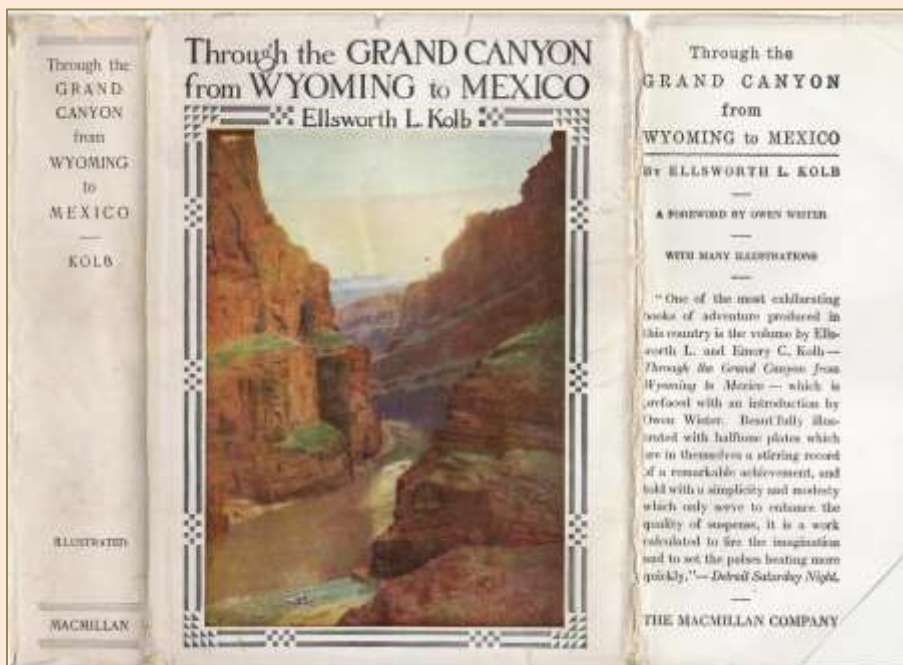 Through the
GRAND
CANYON
from
WYOMING
to
MEXICO
KOLB
ILLUSTRATED
MACMILLAN
Through the GRAND CANYON
from WYOMING to MEXICO
Ellsworth L. Kolb
Through the
GRAND CANYON
from
WYOMING to MEXICO
BY ELLSWORTH L. KOLB
A FOREWORD BY OWEN WISTER
WITH MANY ILLUSTRATIONS
"One of the most exhilarating
books of adventure produced in
this country is the volume by Ells-
worth L. and Emery C. Kolb—
Through the Grand Canyon from
Wyoming to Mexico — which is
prefaced with an introduction by
Owen Wister. Beautifully illus-
trated with halftone plates which
are in themselves a stirring record
of a remarkable achievement, and
told with a simplicity and modesty
which only serve to enhance the
quality of suspense, it is a work
calculated to fire the imagination
and to set the pulses beating more
quickly."—Detroit Saturday Night.
THE MACMILLAN COMPANY